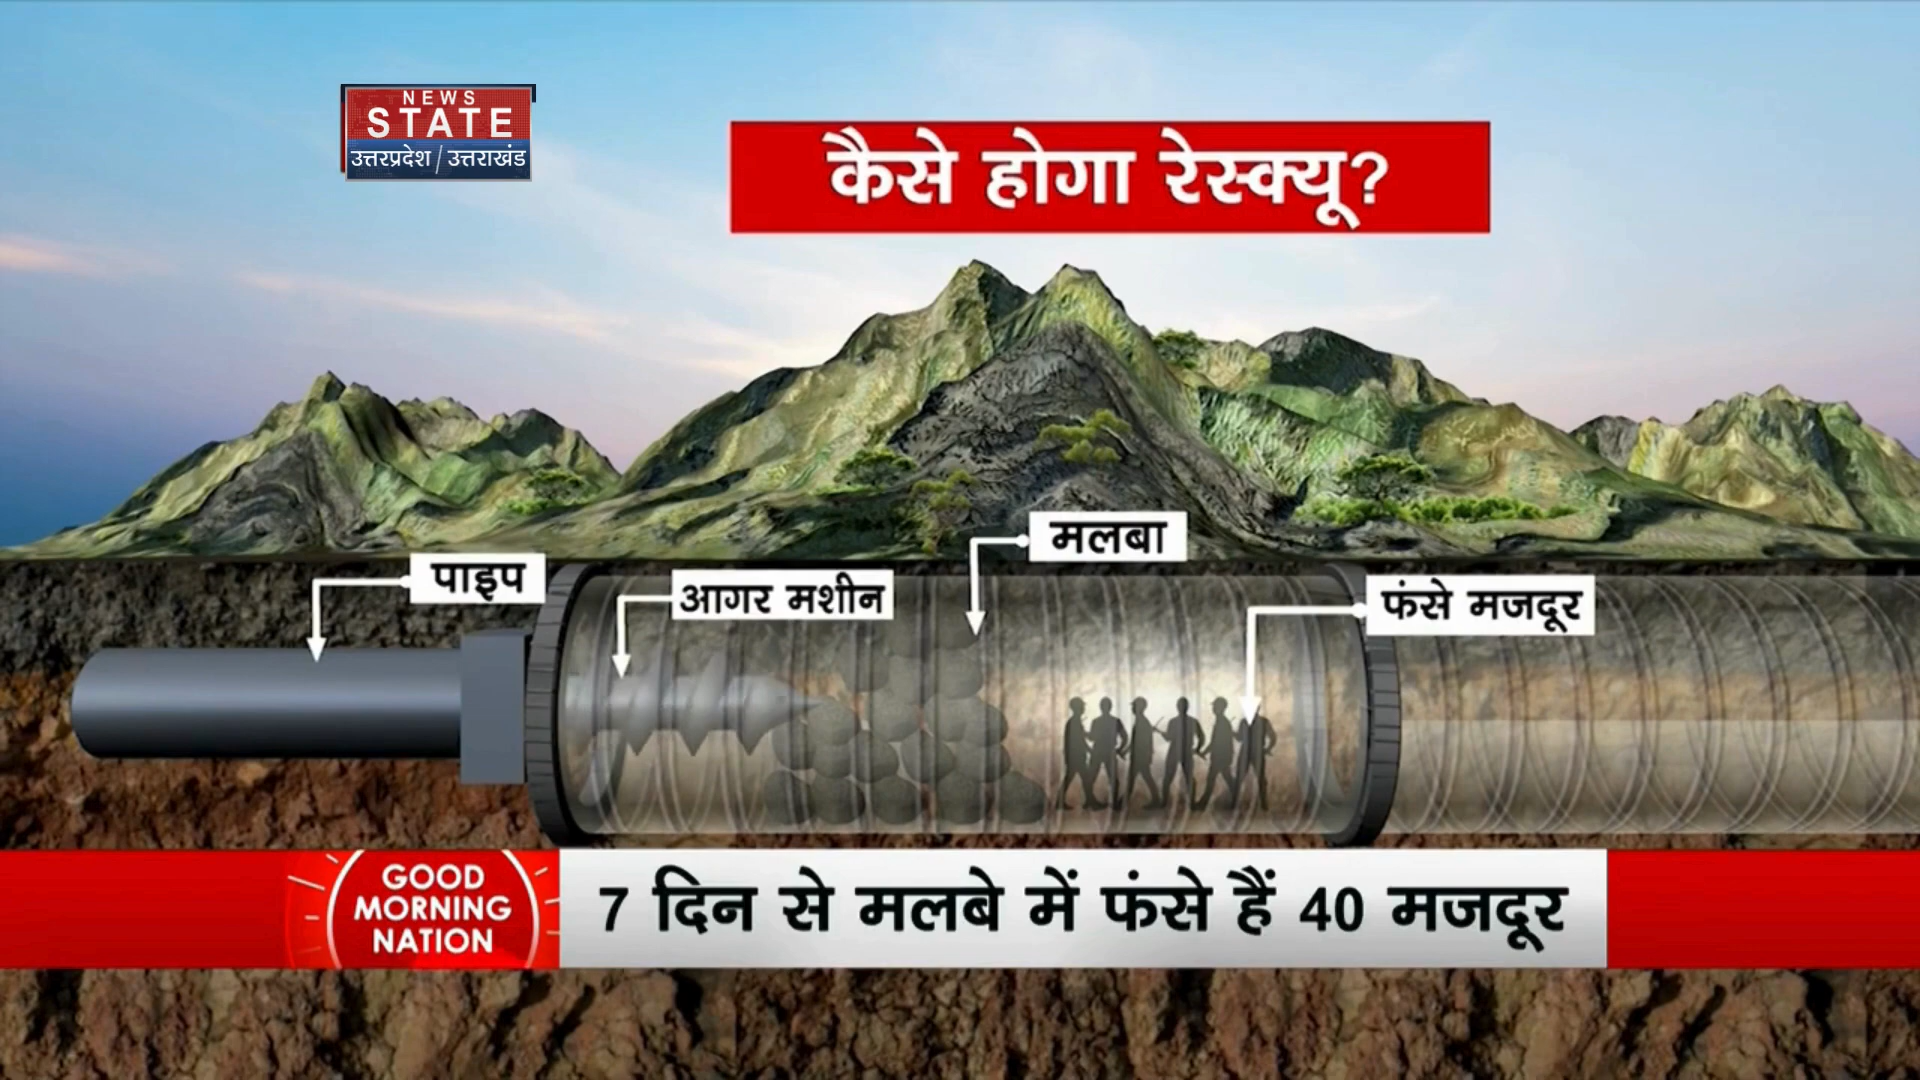 NEWS
STATE
उत्तरप्रदेश / उत्तराखंड
कैसे होगा रेस्क्यू?
मलबा
पाइप
आगर मशीन
फंसे मजदूर
GOOD
MORNING
NATION
7 दिन से मलबे में फंसे हैं 40 मजदूर